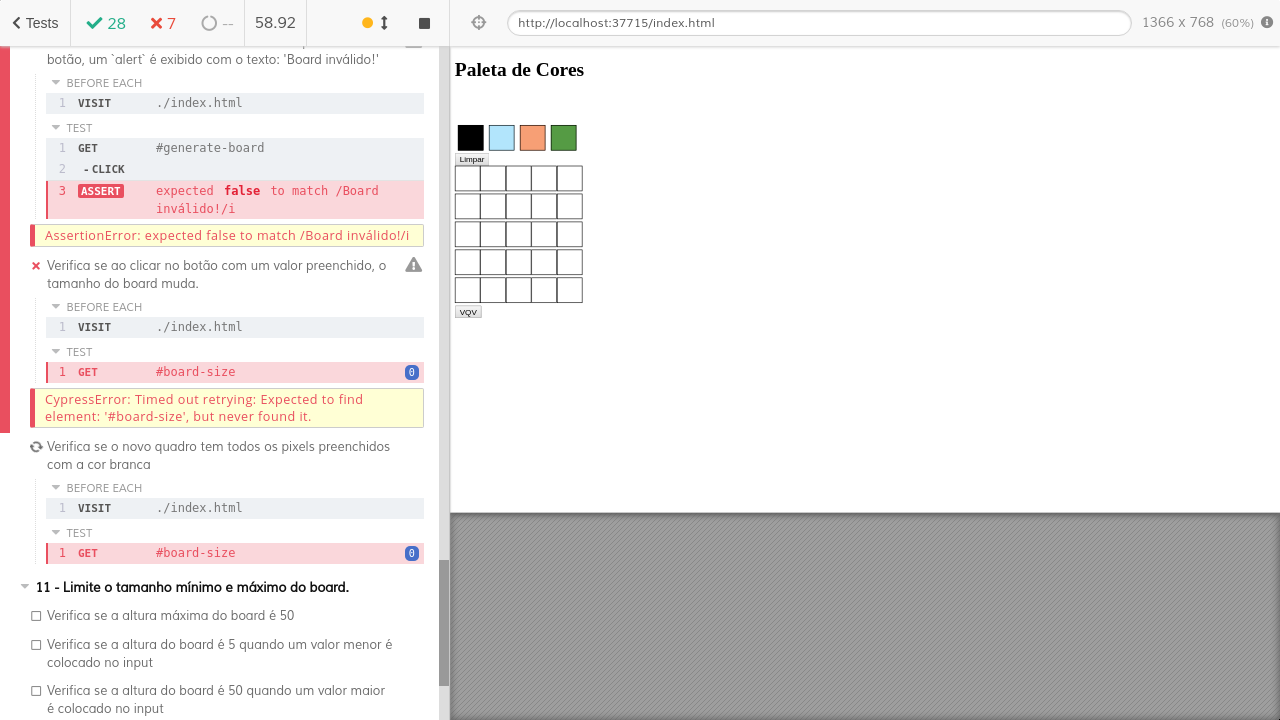 Tests
28
7
--
58.92
botão, um `alert` é exibido com o texto: 'Board inválido!'
BEFORE EACH
1 VISIT ./index.html
TEST
1 GET #generate-board
2 - CLICK
3 ASSERT expected false to match /Board
inválido!/i
AssertionError: expected false to match /Board inválido!/i
Verifica se ao clicar no botão com um valor preenchido, o
tamanho do board muda.
BEFORE EACH
1 VISIT ./index.html
TEST
1 GET #board-size 0
CypressError: Timed out retrying: Expected to find
element: '#board-size', but never found it.
Verifica se o novo quadro tem todos os pixels preenchidos
com a cor branca
BEFORE EACH
1 VISIT ./index.html
TEST
1 GET #board-size 0
11 - Limite o tamanho mínimo e máximo do board.
Verifica se a altura máxima do board é 50
Verifica se a altura do board é 5 quando um valor menor é
colocado no input
Verifica se a altura do board é 50 quando um valor maior
é colocado no input
http://localhost:37715/index.html
1366 x 768 (60%)
Paleta de Cores
Limpar
VQV